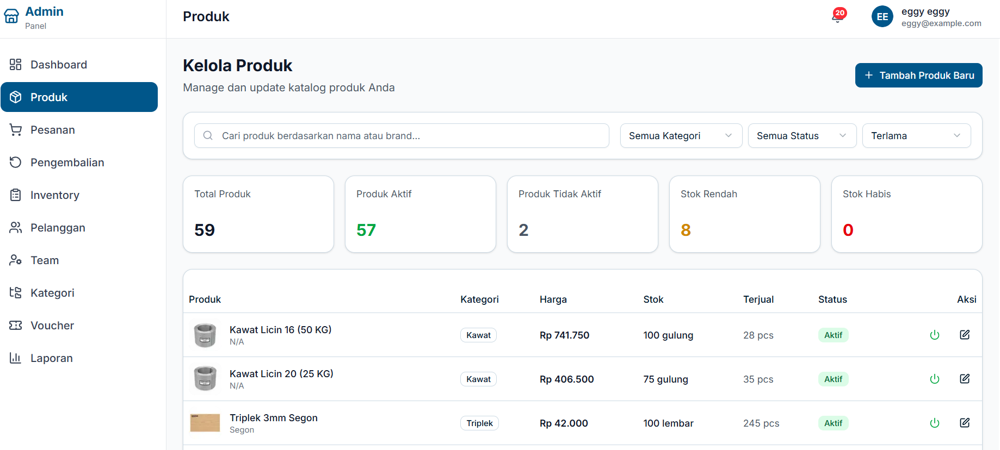 Admin
Panel
Produk
20
EE
eggy eggy
eggy@example.com
Dashboard
Produk
Pesanan
Pengembalian
Inventory
Pelanggan
Team
Kategori
Voucher
Laporan
Kelola Produk
Manage dan update katalog produk Anda
Tambah Produk Baru
Cari produk berdasarkan nama atau brand...
Semua Kategori
Semua Status
Terlama
Total Produk
59
Produk Aktif
57
Produk Tidak Aktif
2
Stok Rendah
8
Stok Habis
0
Produk Kategori Harga Stok Terjual Status Aksi
Kawat Licin 16 (50 KG)
N/A
Kawat
Rp 741.750
100 gulung
28 pcs
Aktif
Kawat Licin 20 (25 KG)
N/A
Kawat
Rp 406.500
75 gulung
35 pcs
Aktif
Triplek 3mm Segon
Segon
Triplek
Rp 42.000
100 lembar
245 pcs
Aktif